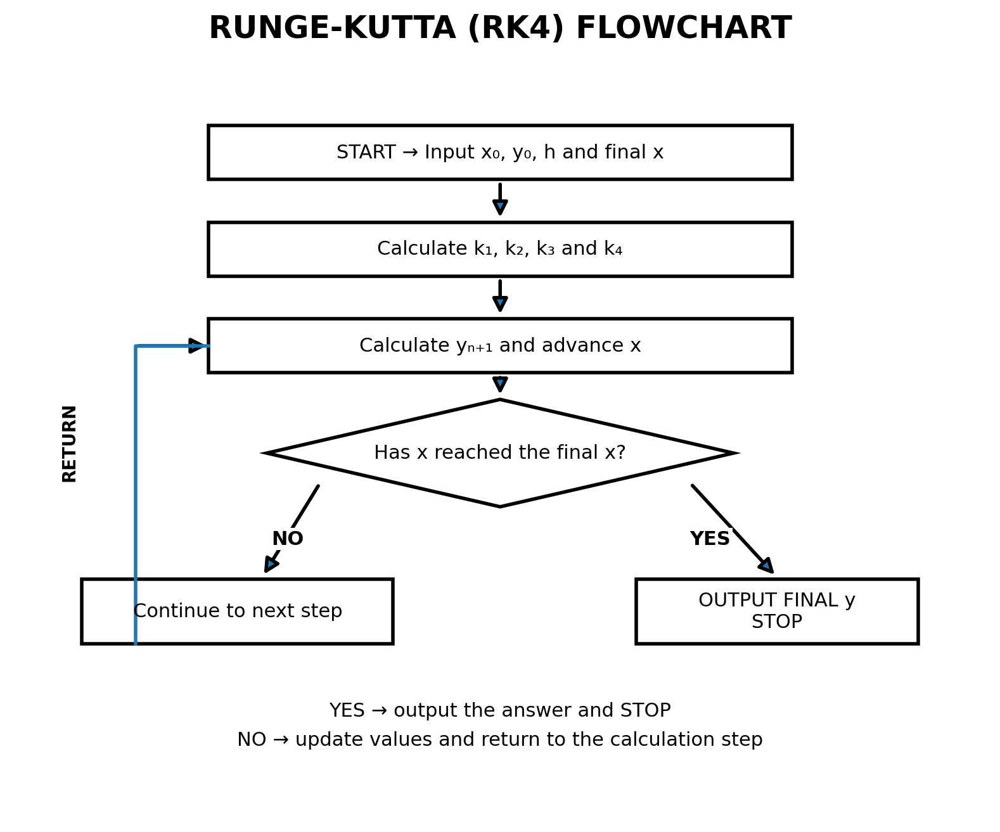 RUNGE-KUTTA (RK4) FLOWCHART
START → Input x₀, y₀, h and final x
Calculate k₁, k₂, k₃ and k₄
Calculate yₙ₊₁ and advance x
Has x reached the final x?
RETURN
NO
YES
Continue to next step
OUTPUT FINAL y
STOP
YES → output the answer and STOP
NO → update values and return to the calculation step